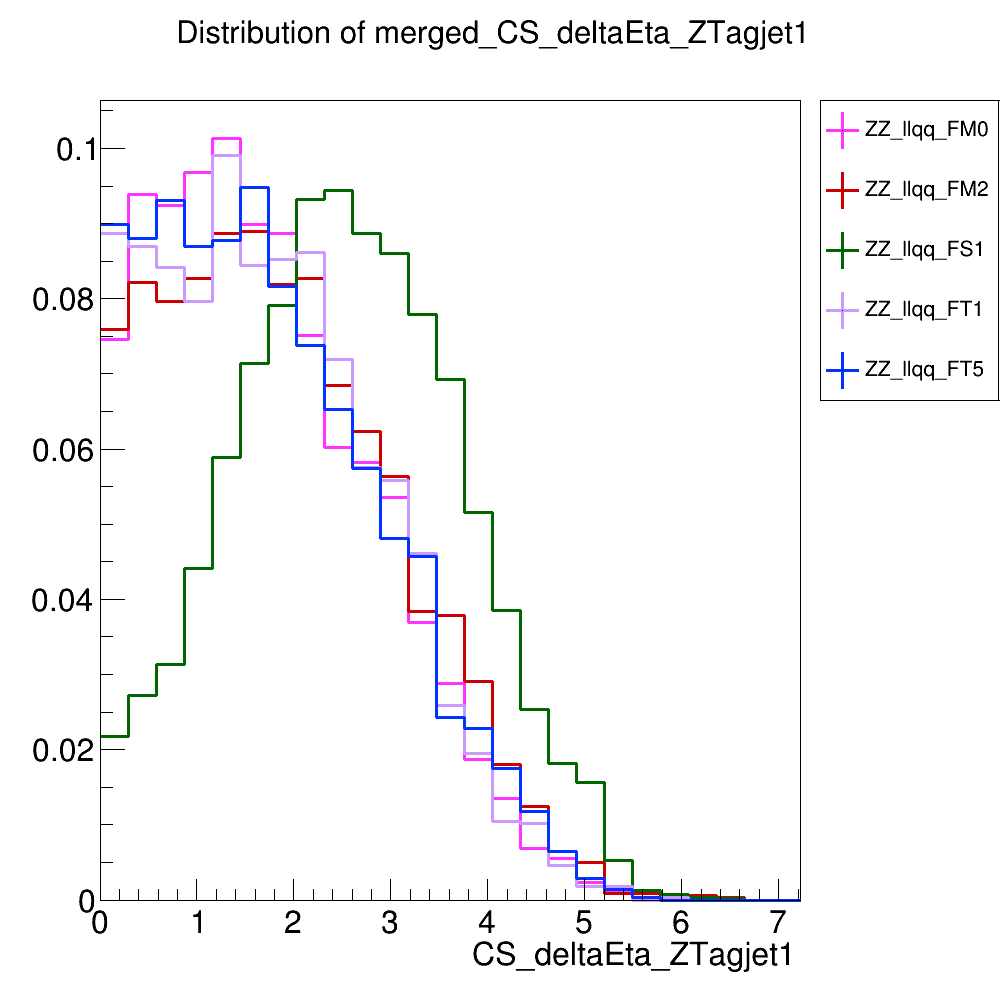 Distribution of merged_CS_deltaEta_ZTagjet1
ZZ_llqq_FM0
ZZ_llqq_FM2
ZZ_llqq_FS1
ZZ_llqq_FT1
ZZ_llqq_FT5
0.1
0.08
0.06
0.04
0.02
0
0 1 2 3 4 5 6 7
CS_deltaEta_ZTagjet1